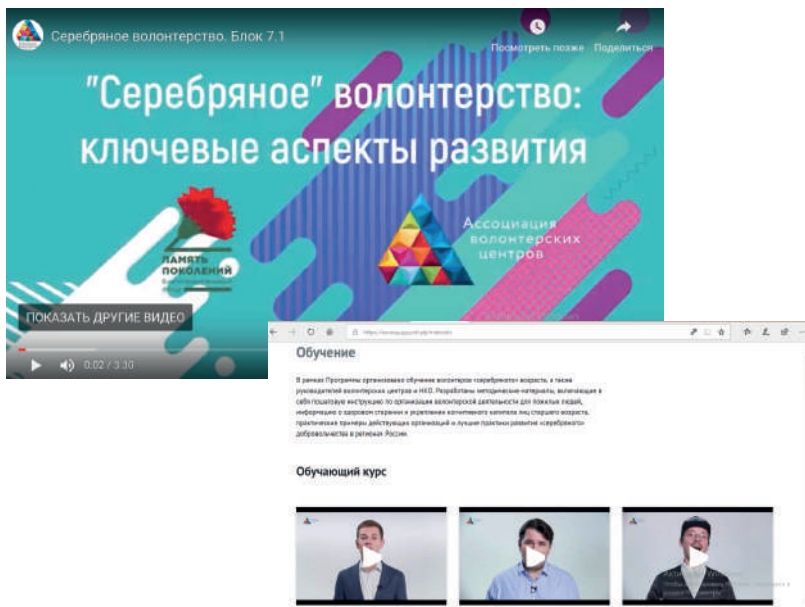 Серебряное волонтерство. Блок 7.1
Посмотреть позже
Поделиться
"Серебряное" волонтерство:
ключевые аспекты развития
ПАМЯТЬ
ПОКОЛЕНИЙ
Ассоциация
волонтерских
центров
ПОКАЗАТЬ ДРУГИЕ ВИДЕО
0:02 / 3:30
Обучение
В рамках Программы организовано обучение волонтеров «серебряного» возраста, а также
руководителей волонтерских центров и НКО. Разработаны методические материалы, включающие в
себя пошаговую инструкцию по организации волонтерской деятельности для пожилых людей,
информацию о здоровом старении и укреплении когнитивного капитала лиц старшего возраста,
практические примеры действующих организаций и лучшие практики развития «серебряного»
добровольчества в регионах России.
Обучающий курс